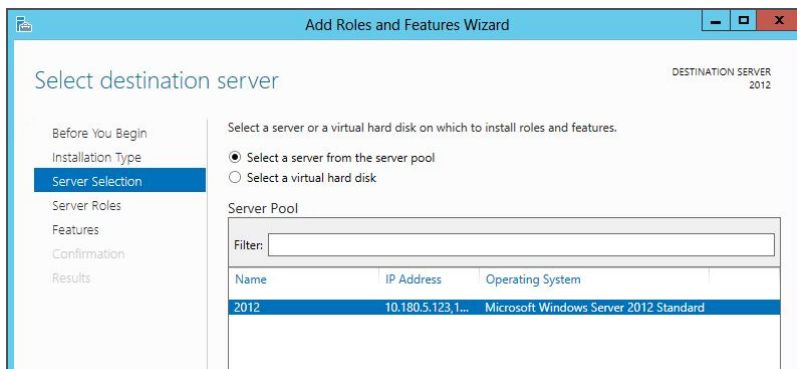 Add Roles and Features Wizard
Select destination server
DESTINATION SERVER
2012
Before You Begin
Installation Type
Server Selection
Server Roles
Features
Confirmation
Results
Select a server or a virtual hard disk on which to install roles and features.
Select a server from the server pool
Select a virtual hard disk
Server Pool
Filter:
Name IP Address Operating System
2012 10.180.5.123,1... Microsoft Windows Server 2012 Standard